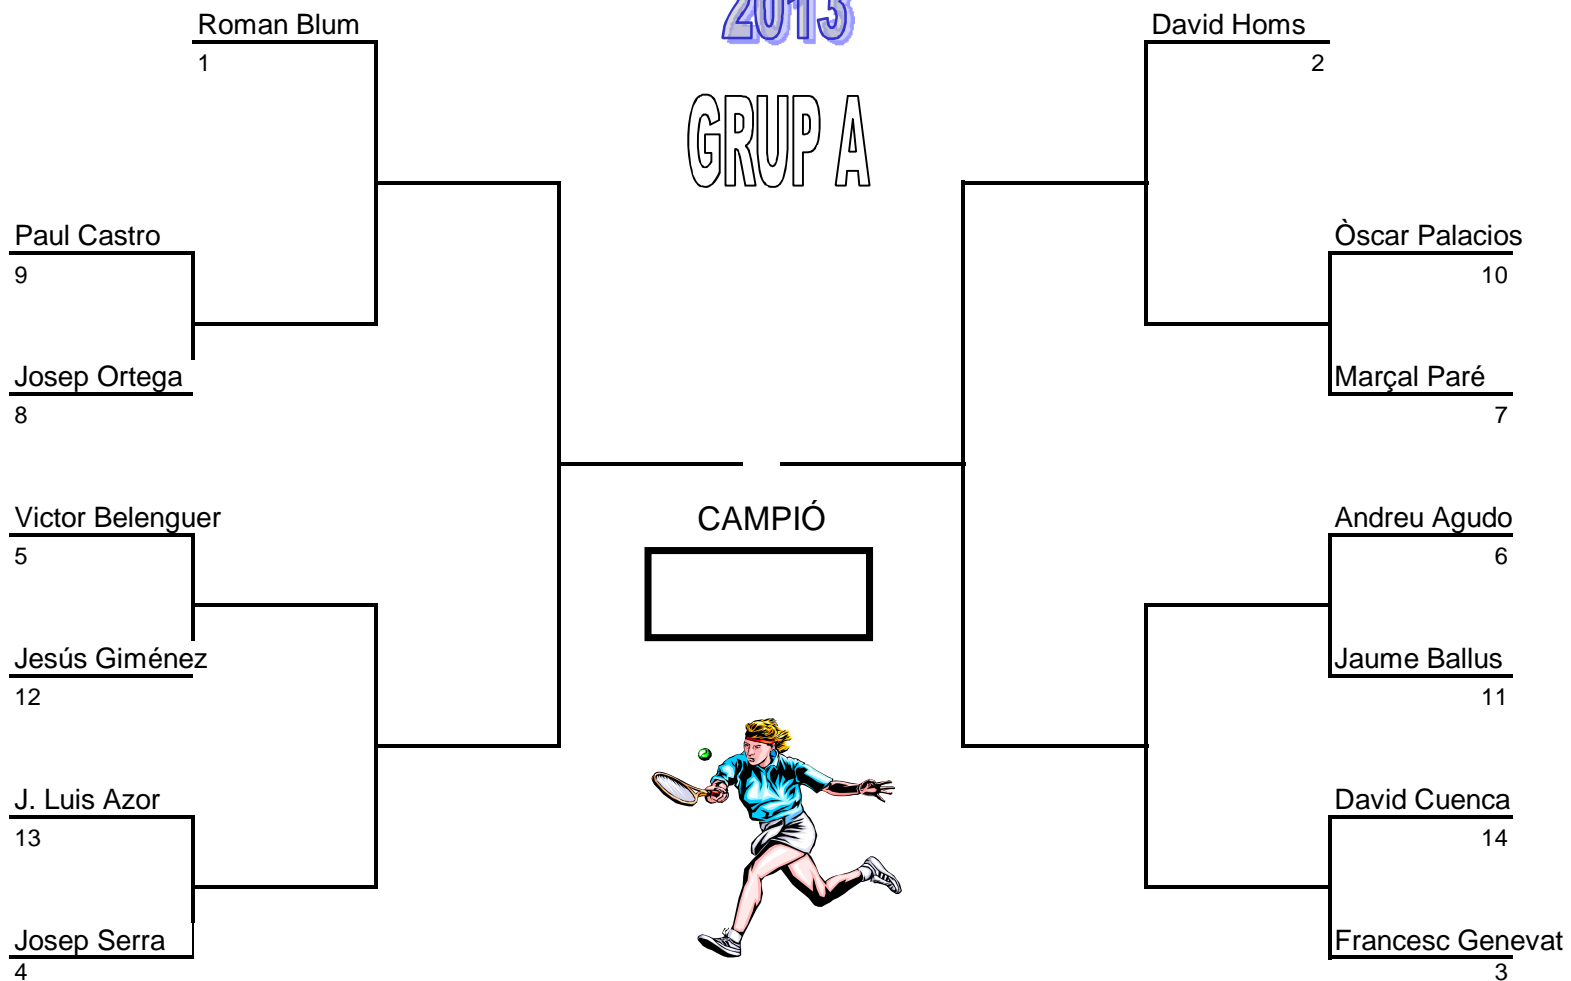 2013
GRUP A
Roman Blum
1
David Homs
2
Paul Castro
9
Òscar Palacios
10
Josep Ortega
8
Marçal Paré
7
Victor Belenguer
5
CAMPIÓ
Andreu Agudo
6
Jesús Giménez
12
Jaume Ballus
11
J. Luis Azor
13
David Cuenca
14
Josep Serra
4
Francesc Genevat
3